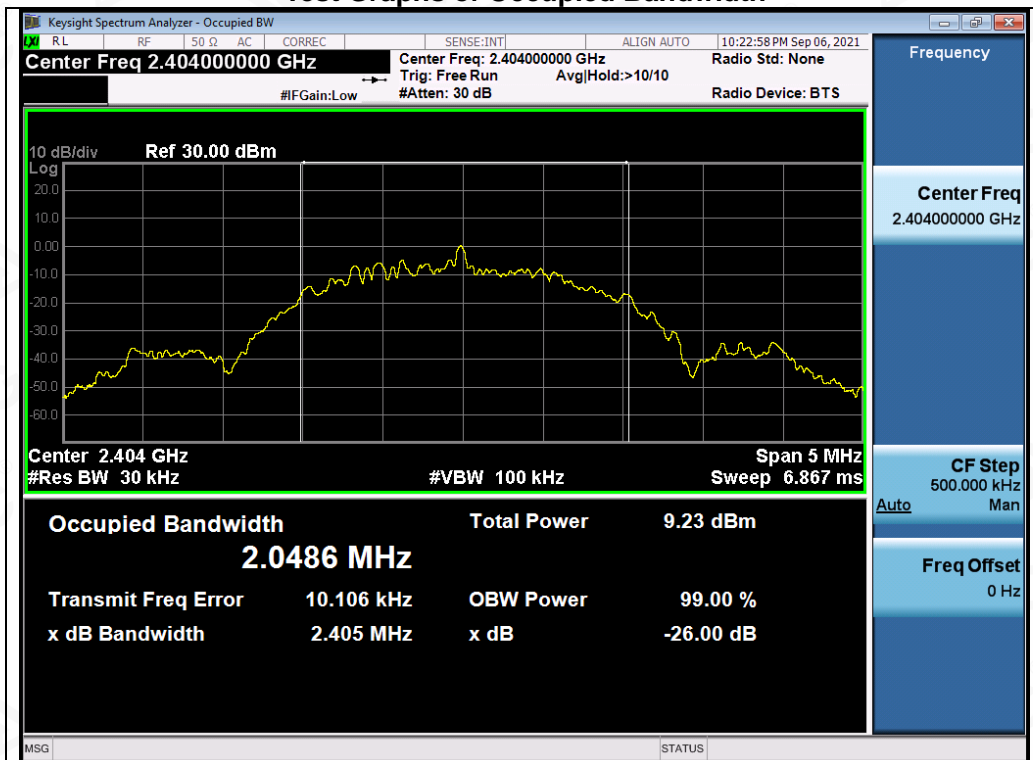 Test Graphs of Occupied Bandwidth
Keysight Spectrum Analyzer - Occupied BW
LXI RL RF 50 Ω AC CORREC SENSE:INT ALIGN AUTO 10:22:58 PM Sep 06, 2021
Center Freq 2.404000000 GHz
Center Freq: 2.404000000 GHz
Radio Std: None
Trig: Free Run Avg|Hold:>10/10
#IFGain:Low
#Atten: 30 dB
Radio Device: BTS
10 dB/div Ref 30.00 dBm
Log
20.0
10.0
0.00
-10.0
-20.0
-30.0
-40.0
-50.0
-60.0
Center 2.404 GHz Span 5 MHz
#Res BW 30 kHz #VBW 100 kHz Sweep 6.867 ms
Occupied Bandwidth Total Power 9.23 dBm
2.0486 MHz
Transmit Freq Error 10.106 kHz OBW Power 99.00 %
x dB Bandwidth 2.405 MHz x dB -26.00 dB
MSG STATUS
Frequency
Center Freq
2.404000000 GHz
CF Step
500.000 kHz
Auto Man
Freq Offset
0 Hz